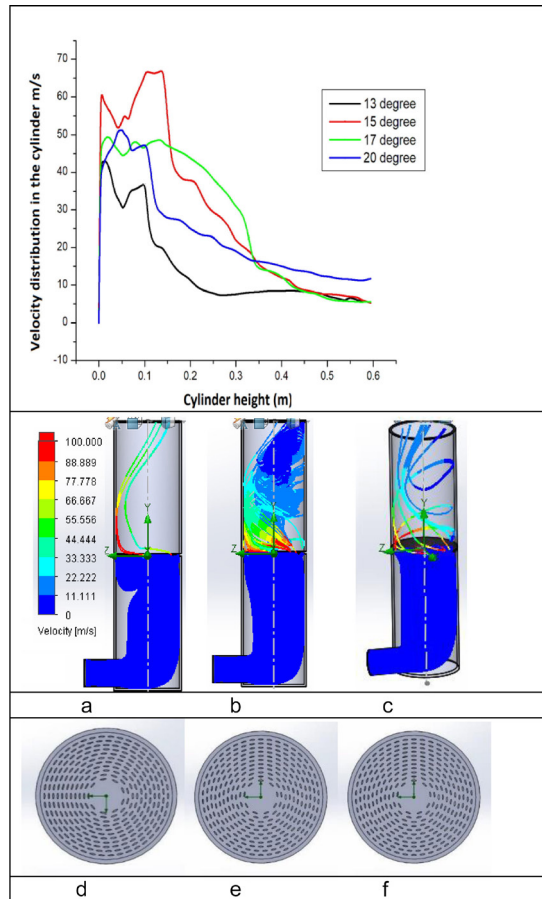 Velocity distribution in the cylinder m/s
70
60
50
40
30
20
10
0
-10
13 degree
15 degree
17 degree
20 degree
0.0 0.1 0.2 0.3 0.4 0.5 0.6
Cylinder height (m)
100.000
88.889
77.778
66.667
55.556
44.444
33.333
22.222
11.111
0
Velocity [m/s]
Z Y
Z Y
Z Y
a b c
d e f